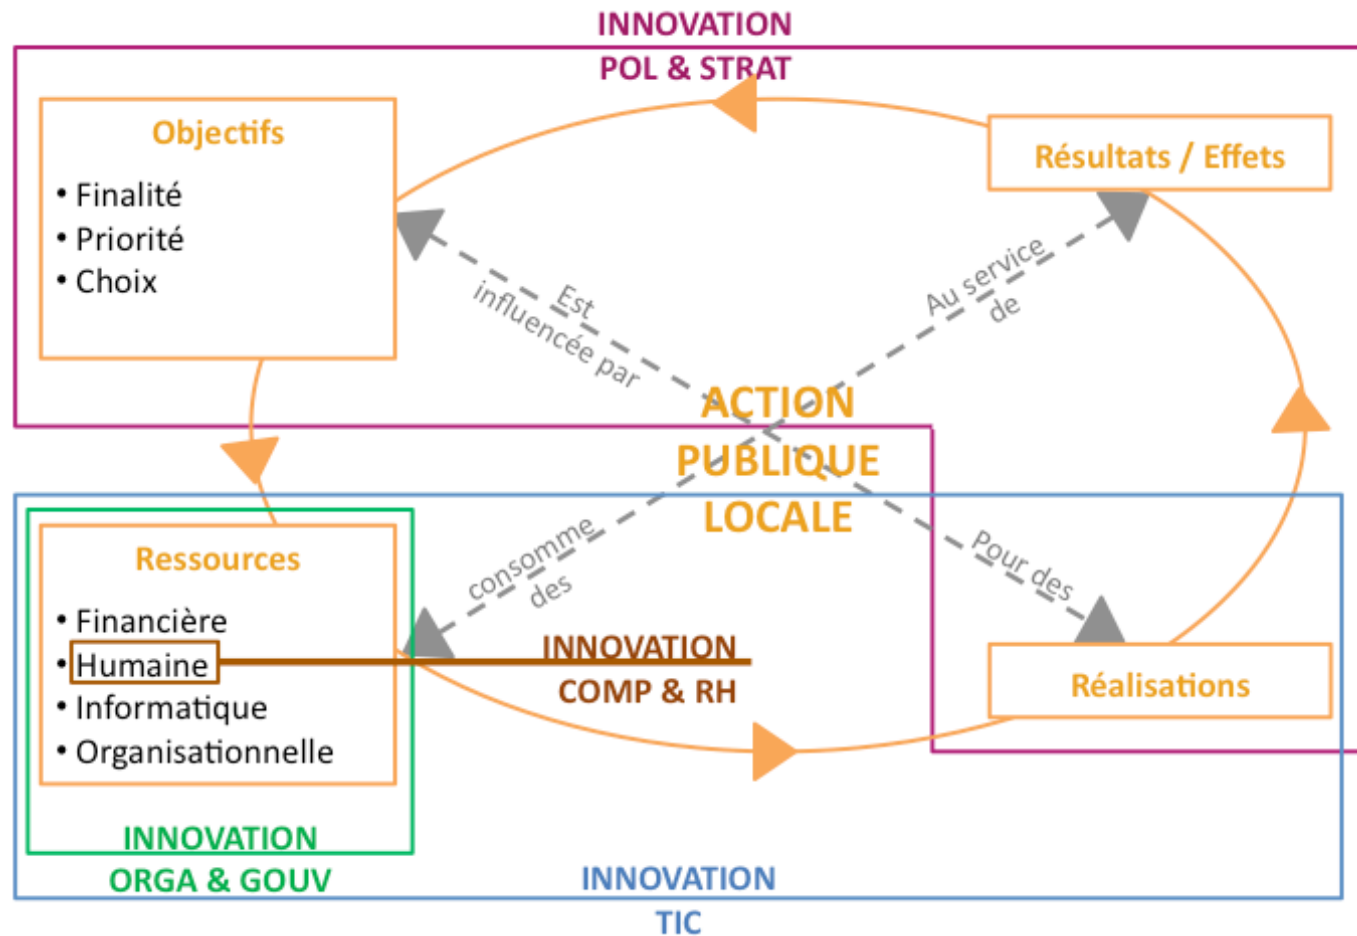 INNOVATION
POL & STRAT
Objectifs
• Finalité
• Priorité
• Choix
Résultats / Effets
Est
influencée par
Au service
de
ACTION
PUBLIQUE
LOCALE
consomme
des
Pour des
Ressources
• Financière
• Humaine
• Informatique
• Organisationnelle
INNOVATION
COMP & RH
Réalisations
INNOVATION
ORGA & GOUV
INNOVATION
TIC